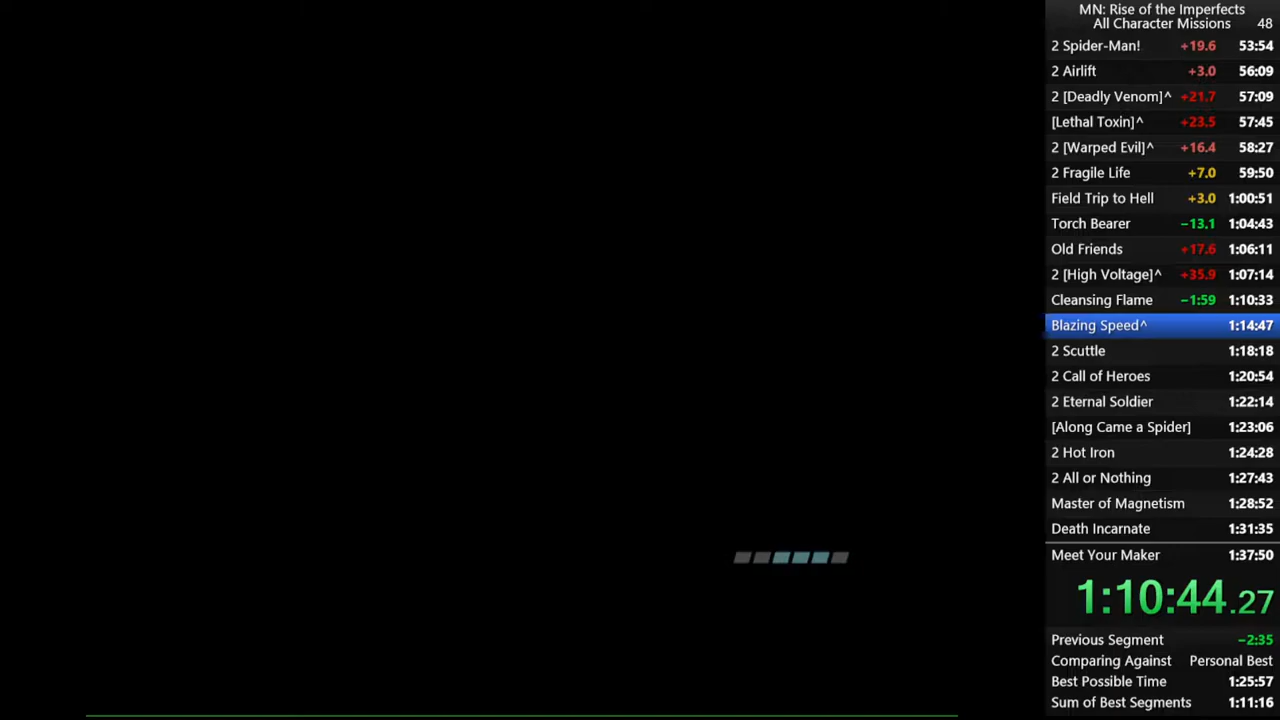 MN: Rise of the Imperfects
All Character Missions 48
2 Spider-Man! +19.6 53:54
2 Airlift +3.0 56:09
2 [Deadly Venom]^ +21.7 57:09
[Lethal Toxin]^ +23.5 57:45
2 [Warped Evil]^ +16.4 58:27
2 Fragile Life +7.0 59:50
Field Trip to Hell +3.0 1:00:51
Torch Bearer −13.1 1:04:43
Old Friends +17.6 1:06:11
2 [High Voltage]^ +35.9 1:07:14
Cleansing Flame −1:59 1:10:33
Blazing Speed^ 1:14:47
2 Scuttle 1:18:18
2 Call of Heroes 1:20:54
2 Eternal Soldier 1:22:14
[Along Came a Spider] 1:23:06
2 Hot Iron 1:24:28
2 All or Nothing 1:27:43
Master of Magnetism 1:28:52
Death Incarnate 1:31:35
Meet Your Maker 1:37:50
1:10:44.27
Previous Segment −2:35
Comparing Against Personal Best
Best Possible Time 1:25:57
Sum of Best Segments 1:11:16